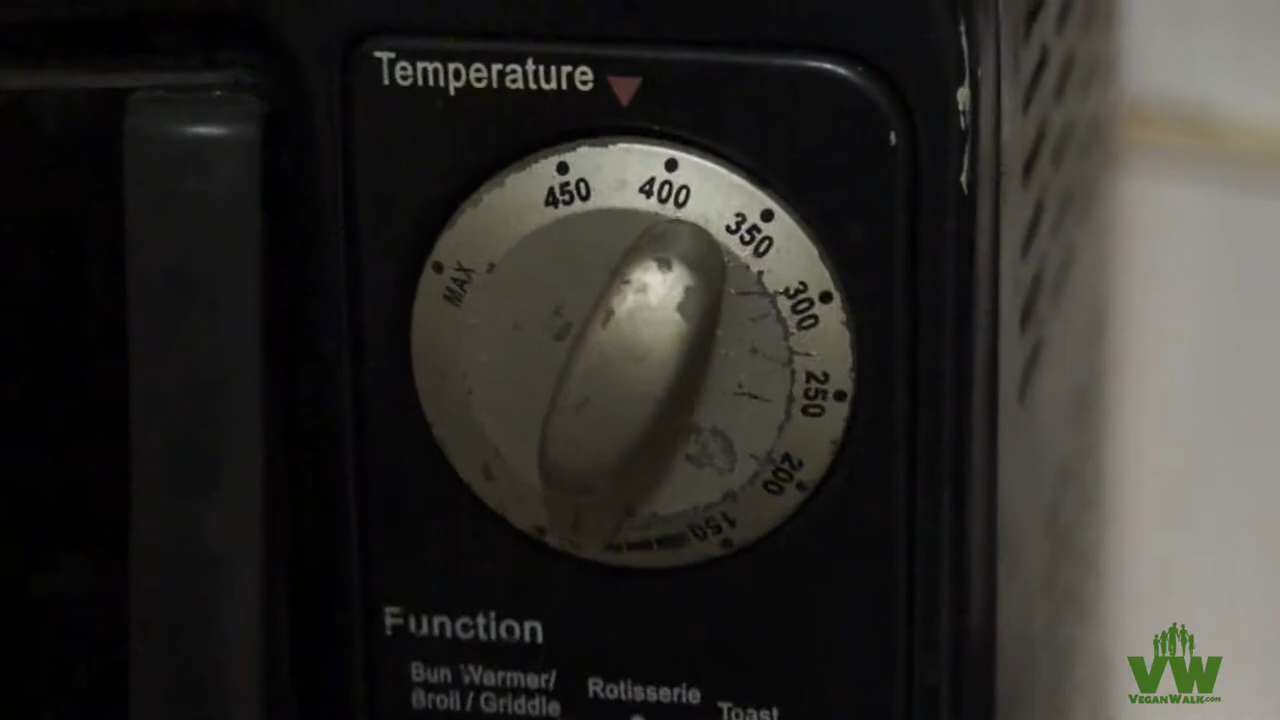 Temperature
450
400
350
300
250
200
150
MAX
Function
Bun Warmer/
Broil / Griddle
Rotisserie
Toast
VW
VEGANWALK.COM